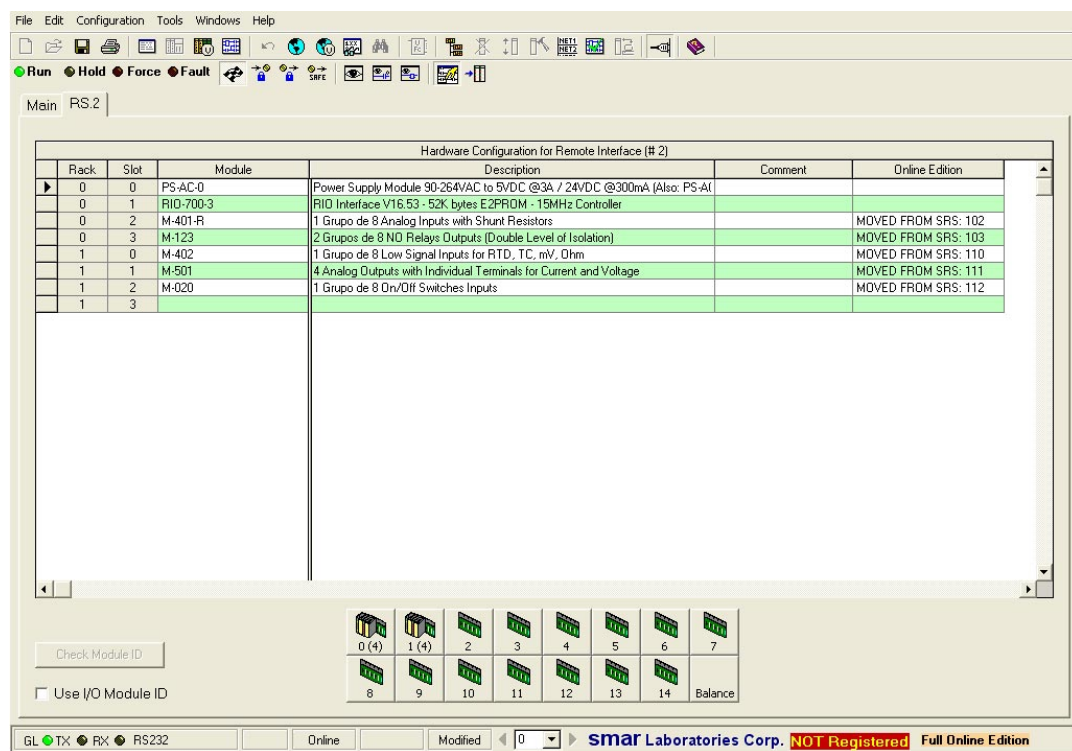 File Edit Configuration Tools Windows Help
Run Hold Force Fault SAFE
Main RS.2
Hardware Configuration for Remote Interface (# 2)
Rack Slot Module Description Comment Online Edition
0 0 PS-AC-0 Power Supply Module 90-264VAC to 5VDC @3A / 24VDC @300mA (Also: PS-A(
0 1 RIO-700-3 RIO Interface V16.53 - 52K bytes E2PROM - 15MHz Controller
0 2 M-401-R 1 Grupo de 8 Analog Inputs with Shunt Resistors MOVED FROM SRS: 102
0 3 M-123 2 Grupos de 8 NO Relays Outputs (Double Level of Isolation) MOVED FROM SRS: 103
1 0 M-402 1 Grupo de 8 Low Signal Inputs for RTD, TC, mV, Ohm MOVED FROM SRS: 110
1 1 M-501 4 Analog Outputs with Individual Terminals for Current and Voltage MOVED FROM SRS: 111
1 2 M-020 1 Grupo de 8 On/Off Switches Inputs MOVED FROM SRS: 112
1 3
0 (4) 1 (4) 2 3 4 5 6 7
Check Module ID
8 9 10 11 12 13 14 Balance
Use I/O Module ID
GL TX RX RS232 Online Modified 0 smar Laboratories Corp. NOT Registered Full Online Edition